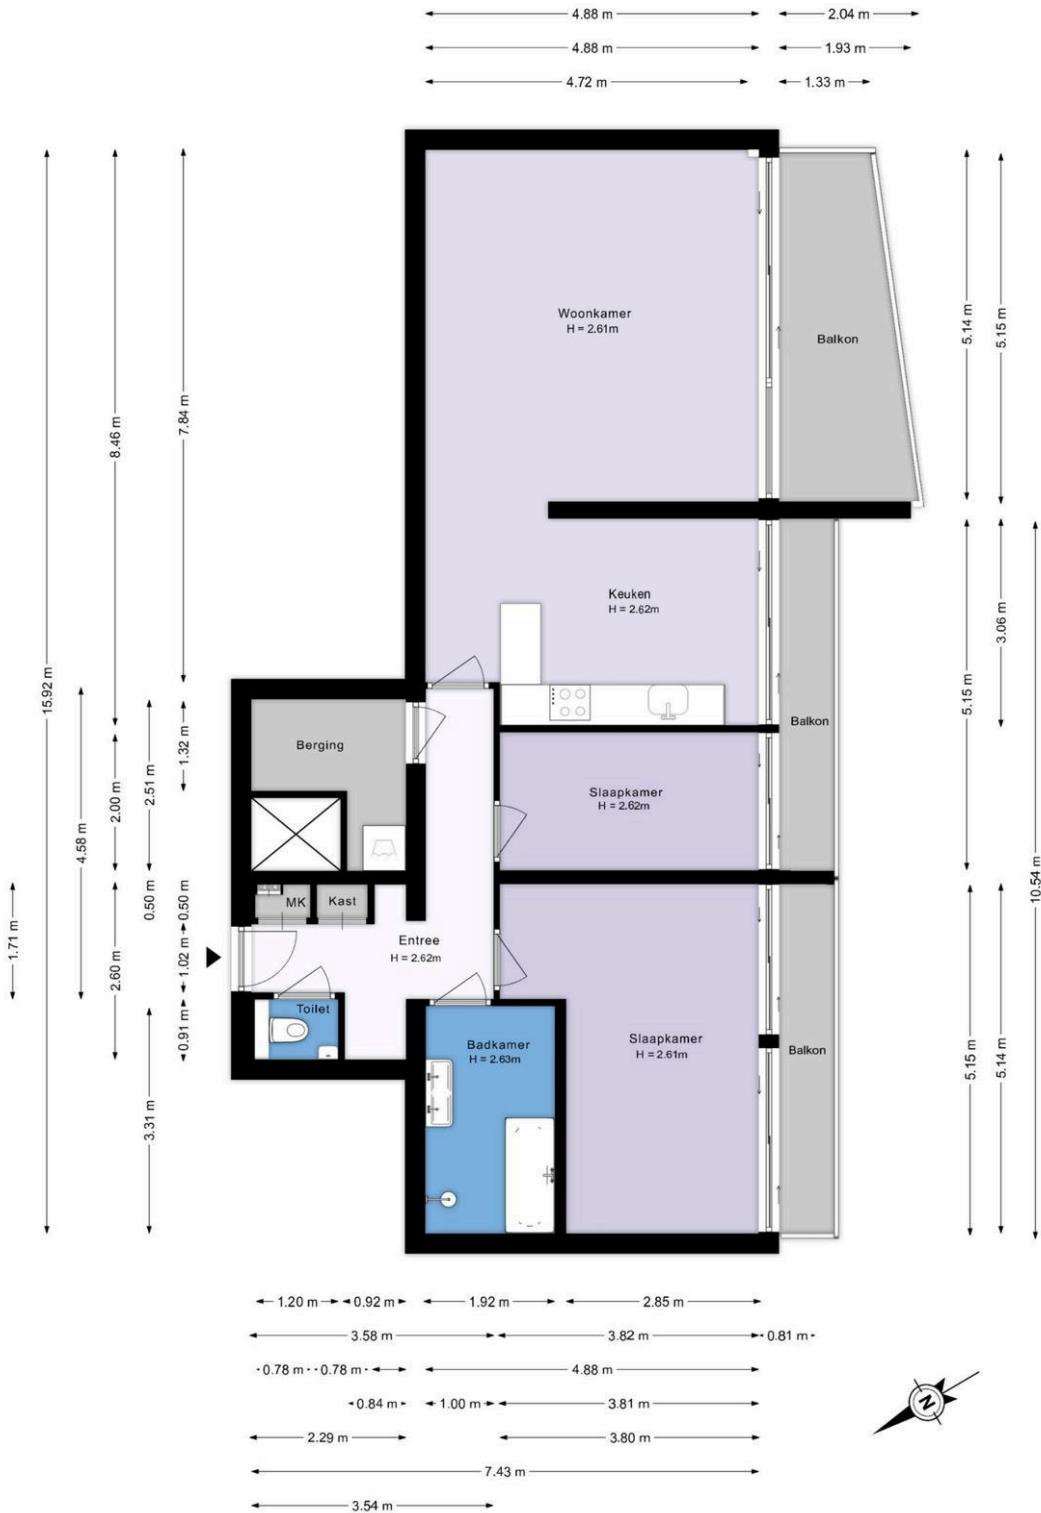 4.88 m
2.04 m
4.88 m
1.93 m
4.72 m
1.33 m
Woonkamer
H = 2.61m
Balkon
5.14 m
5.15 m
7.84 m
8.46 m
15.92 m
Keuken
H = 2.62m
3.06 m
5.15 m
Balkon
10.54 m
Berging
1.32 m
2.51 m
2.00 m
4.58 m
Slaapkamer
H = 2.62m
MK
Kast
0.50 m
0.50 m
1.71 m
2.60 m
1.02 m
Entree
H = 2.62m
0.91 m
Toilet
Badkamer
H = 2.63m
Slaapkamer
H = 2.61m
Balkon
5.15 m
5.14 m
3.31 m
1.20 m
0.92 m
1.92 m
2.85 m
3.58 m
3.82 m
0.81 m
0.78 m
0.78 m
4.88 m
0.84 m
1.00 m
3.81 m
2.29 m
3.80 m
7.43 m
3.54 m
N